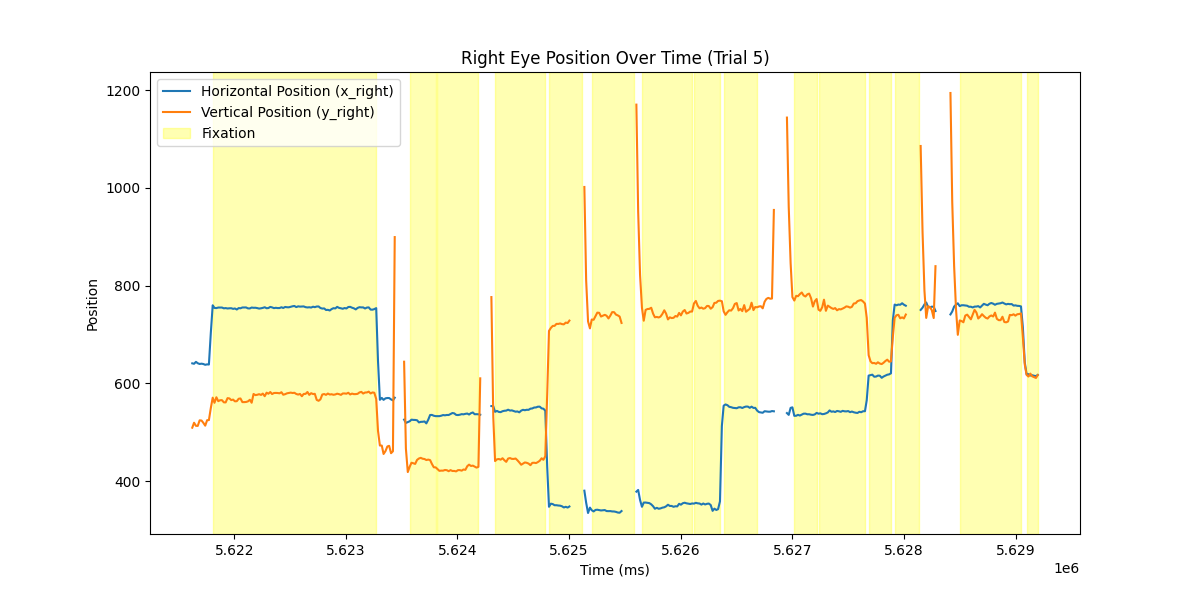 Right Eye Position Over Time (Trial 5)
Horizontal Position (x_right)
Vertical Position (y_right)
Fixation
1200
1000
800
600
400
Position
5.622 5.623 5.624 5.625 5.626 5.627 5.628 5.629
1e6
Time (ms)